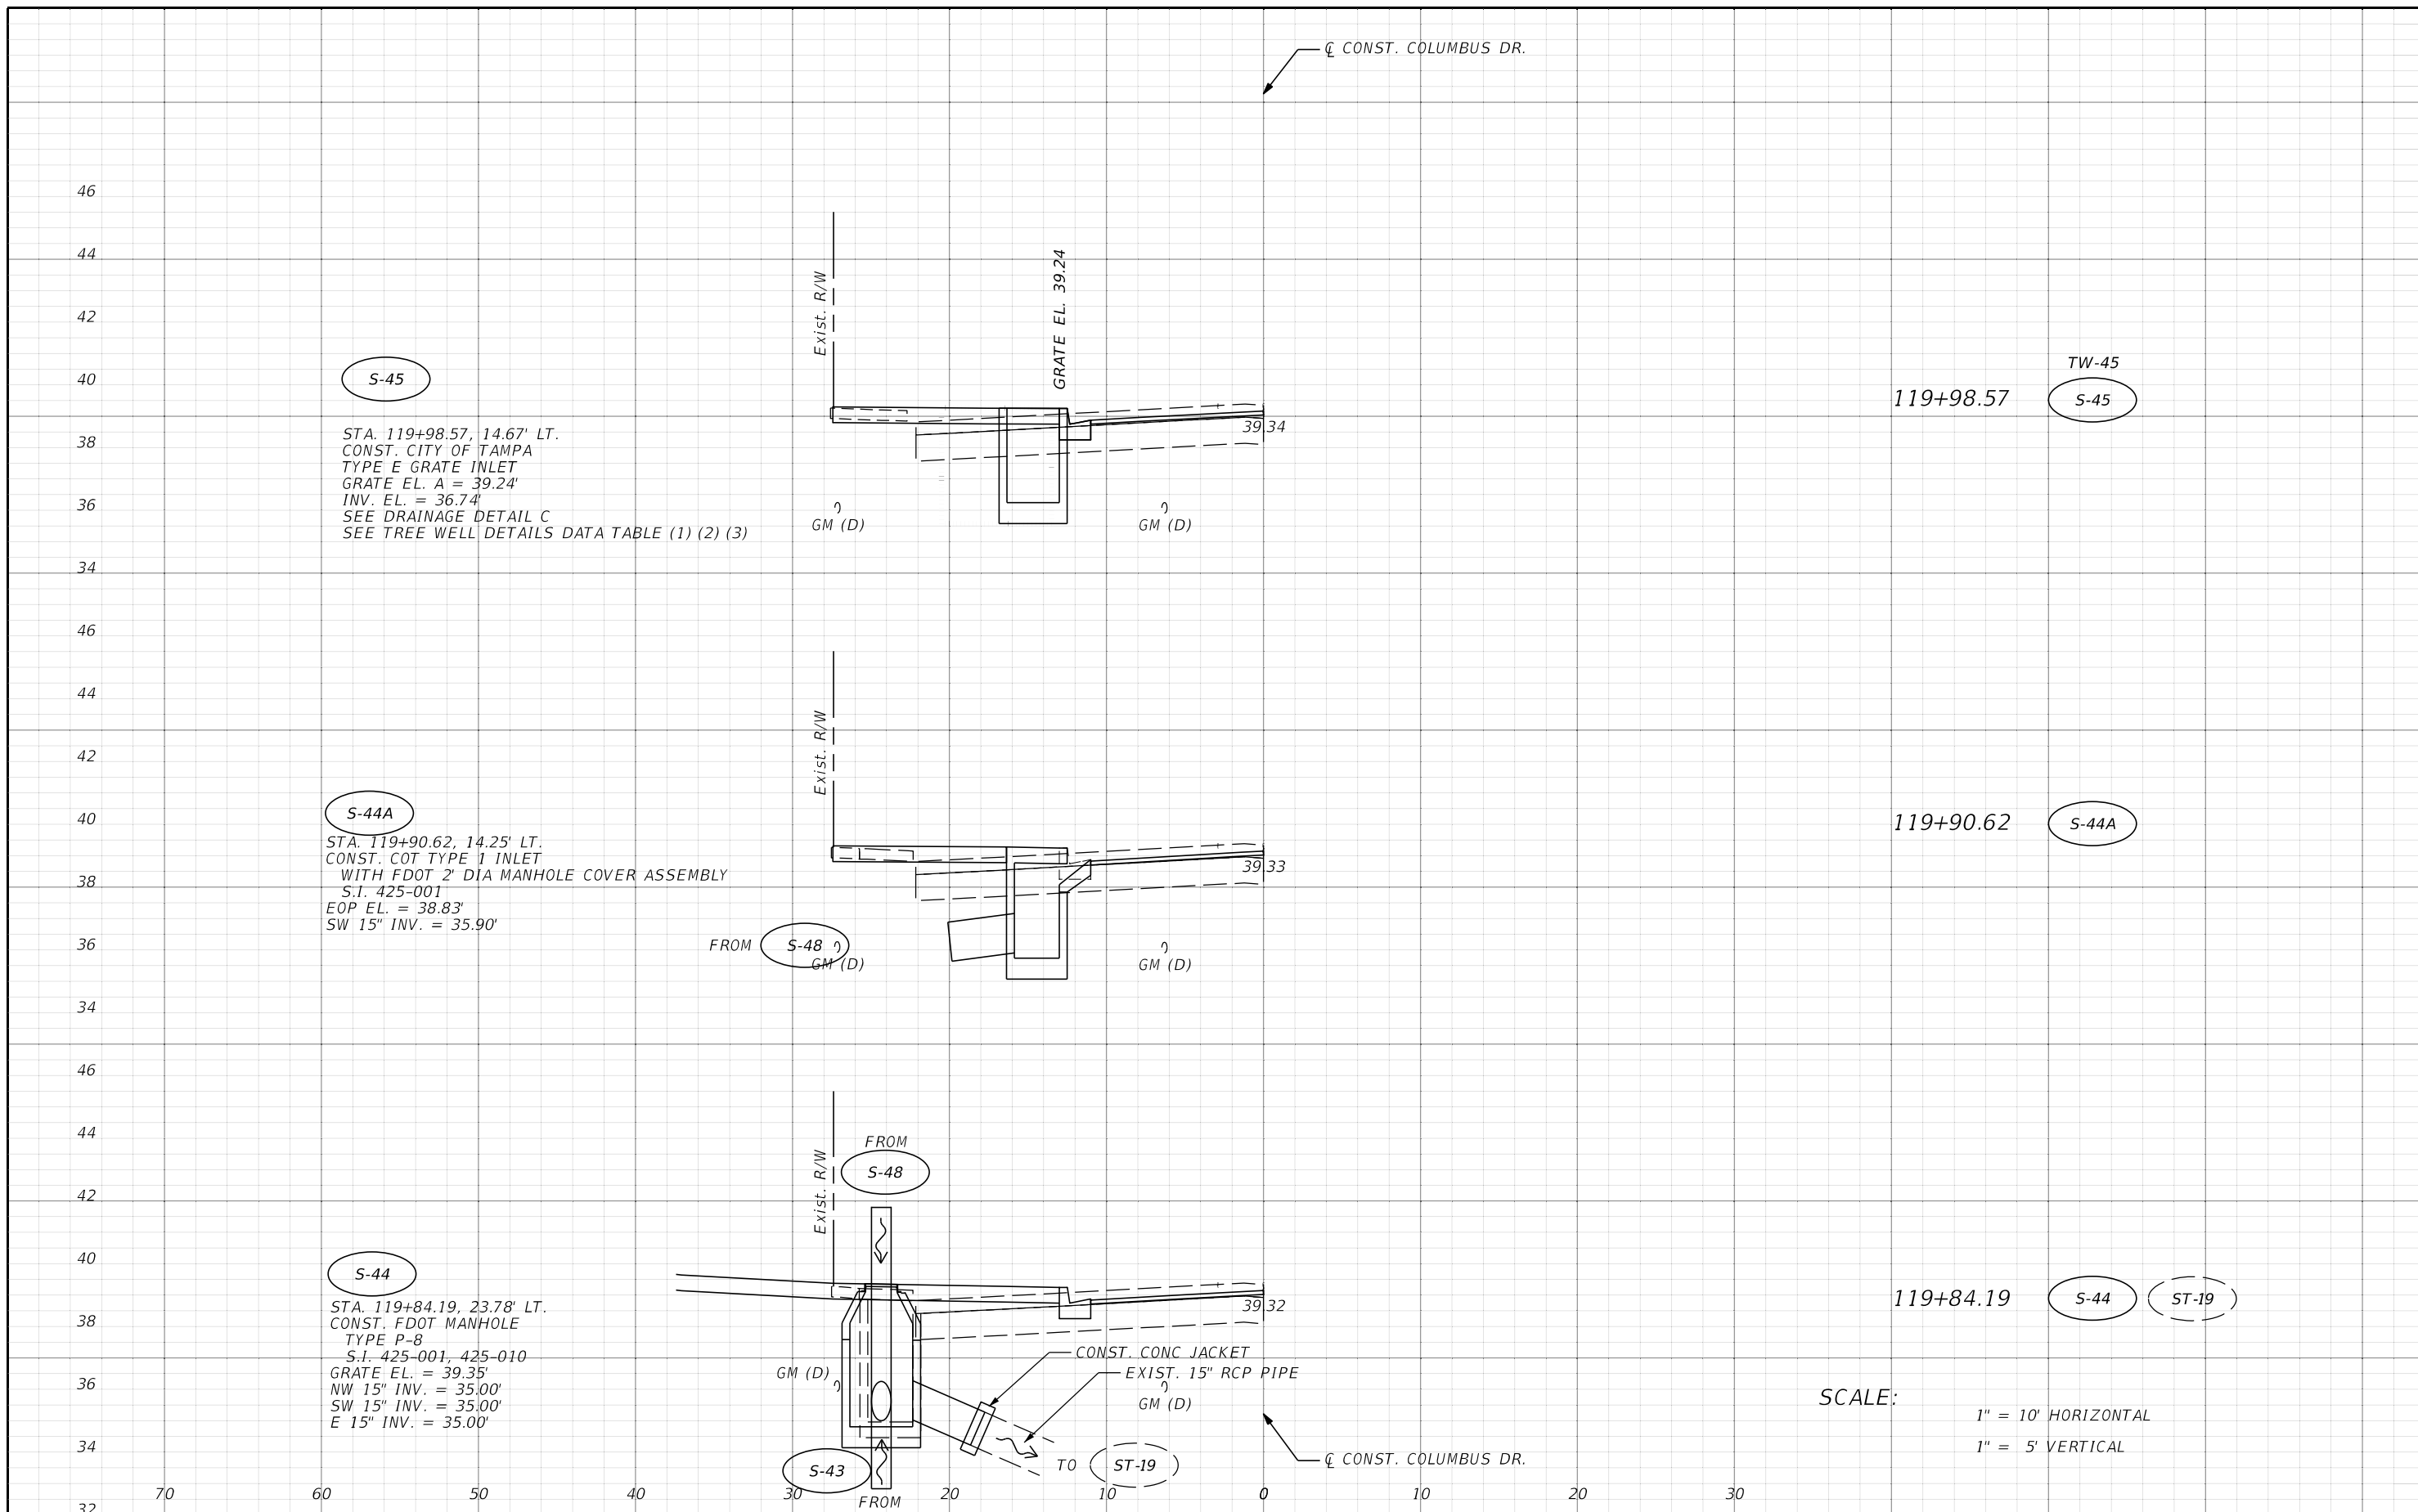 ℄ CONST. COLUMBUS DR.
46
44
42
40
38
36
34
Exist. R/W
GRATE EL. 39.24
S-45
STA. 119+98.57, 14.67' LT.
CONST. CITY OF TAMPA
TYPE E GRATE INLET
GRATE EL. A = 39.24'
INV. EL. = 36.74'
SEE DRAINAGE DETAIL C
SEE TREE WELL DETAILS DATA TABLE (1) (2) (3)
GM (D)
GM (D)
39.34
TW-45
119+98.57
S-45
46
44
42
40
38
36
34
Exist. R/W
S-44A
STA. 119+90.62, 14.25' LT.
CONST. COT TYPE 1 INLET
WITH FDOT 2' DIA MANHOLE COVER ASSEMBLY
S.I. 425-001
EOP EL. = 38.83'
SW 15" INV. = 35.90'
FROM S-48
GM (D)
GM (D)
39.33
119+90.62
S-44A
46
44
42
40
38
36
34
32
Exist. R/W
FROM
S-48
S-44
STA. 119+84.19, 23.78' LT.
CONST. FDOT MANHOLE
TYPE P-8
S.I. 425-001, 425-010
GRATE EL. = 39.35'
NW 15" INV. = 35.00'
SW 15" INV. = 35.00'
E 15" INV. = 35.00'
39.32
GM (D)
CONST. CONC JACKET
EXIST. 15" RCP PIPE
GM (D)
TO ST-19
S-43
FROM
℄ CONST. COLUMBUS DR.
119+84.19
S-44
ST-19
SCALE:
1" = 10' HORIZONTAL
1" = 5' VERTICAL
70 60 50 40 30 20 10 0 10 20 30